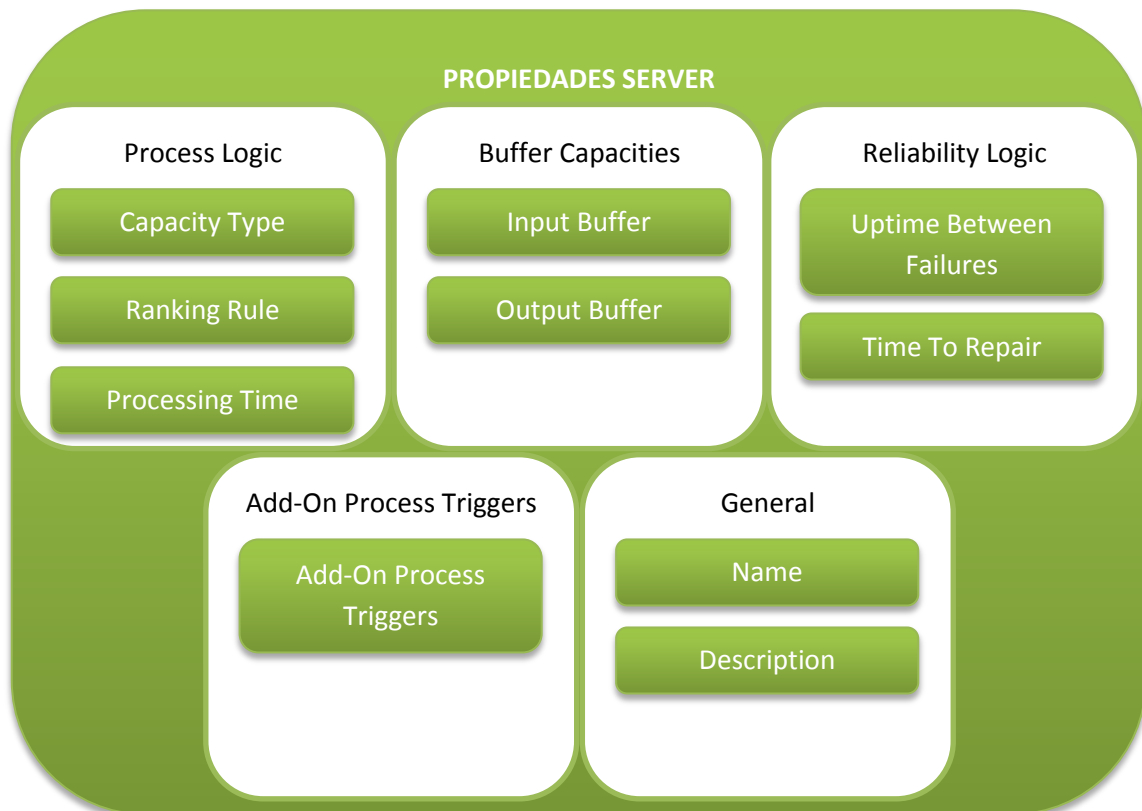 PROPIEDADES SERVER
Process Logic
Capacity Type
Ranking Rule
Processing Time
Buffer Capacities
Input Buffer
Output Buffer
Reliability Logic
Uptime Between
Failures
Time To Repair
Add-On Process Triggers
Add-On Process
Triggers
General
Name
Description